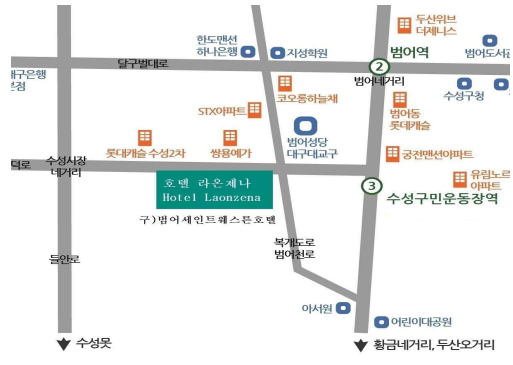 두산위브
더제니스
한도맨션
하나은행
지성학원
2
범어역
범어도서관
대구은행
본점
달구벌대로
범어네거리
수성구청
코오롱하늘채
STX아파트
범어동
롯데캐슬
범어성당
대구대교구
롯데캐슬 수성2차
쌍용예가
궁전맨션아파트
덕로
수성시장
네거리
호텔 라온제나
Hotel Laonzena
3
유림노르
아파트
수성구민운동장역
구)범어세인트웨스튼호텔
복개도로
범어천로
들안로
아서원
어린이대공원
수성못
황금네거리, 두산오거리